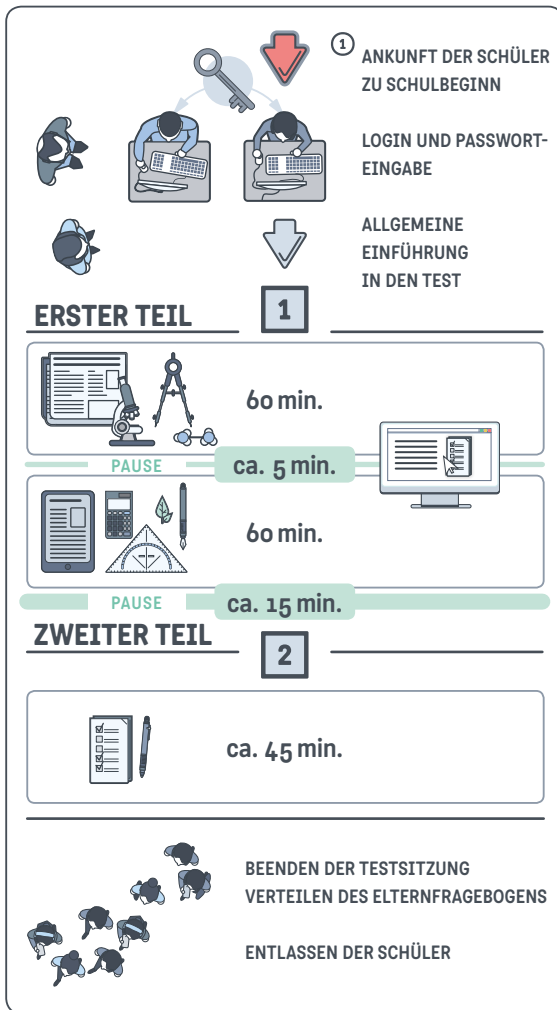 1
ANKUNFT DER SCHÜLER
ZU SCHULBEGINN
LOGIN UND PASSWORT-
EINGABE
ALLGEMEINE
EINFÜHRUNG
IN DEN TEST
ERSTER TEIL
1
60 min.
PAUSE
ca. 5 min.
60 min.
PAUSE
ca. 15 min.
ZWEITER TEIL
2
ca. 45 min.
BEENDEN DER TESTSITZUNG
VERTEILEN DES ELTERNFRAGEBOGENS
ENTLASSEN DER SCHÜLER